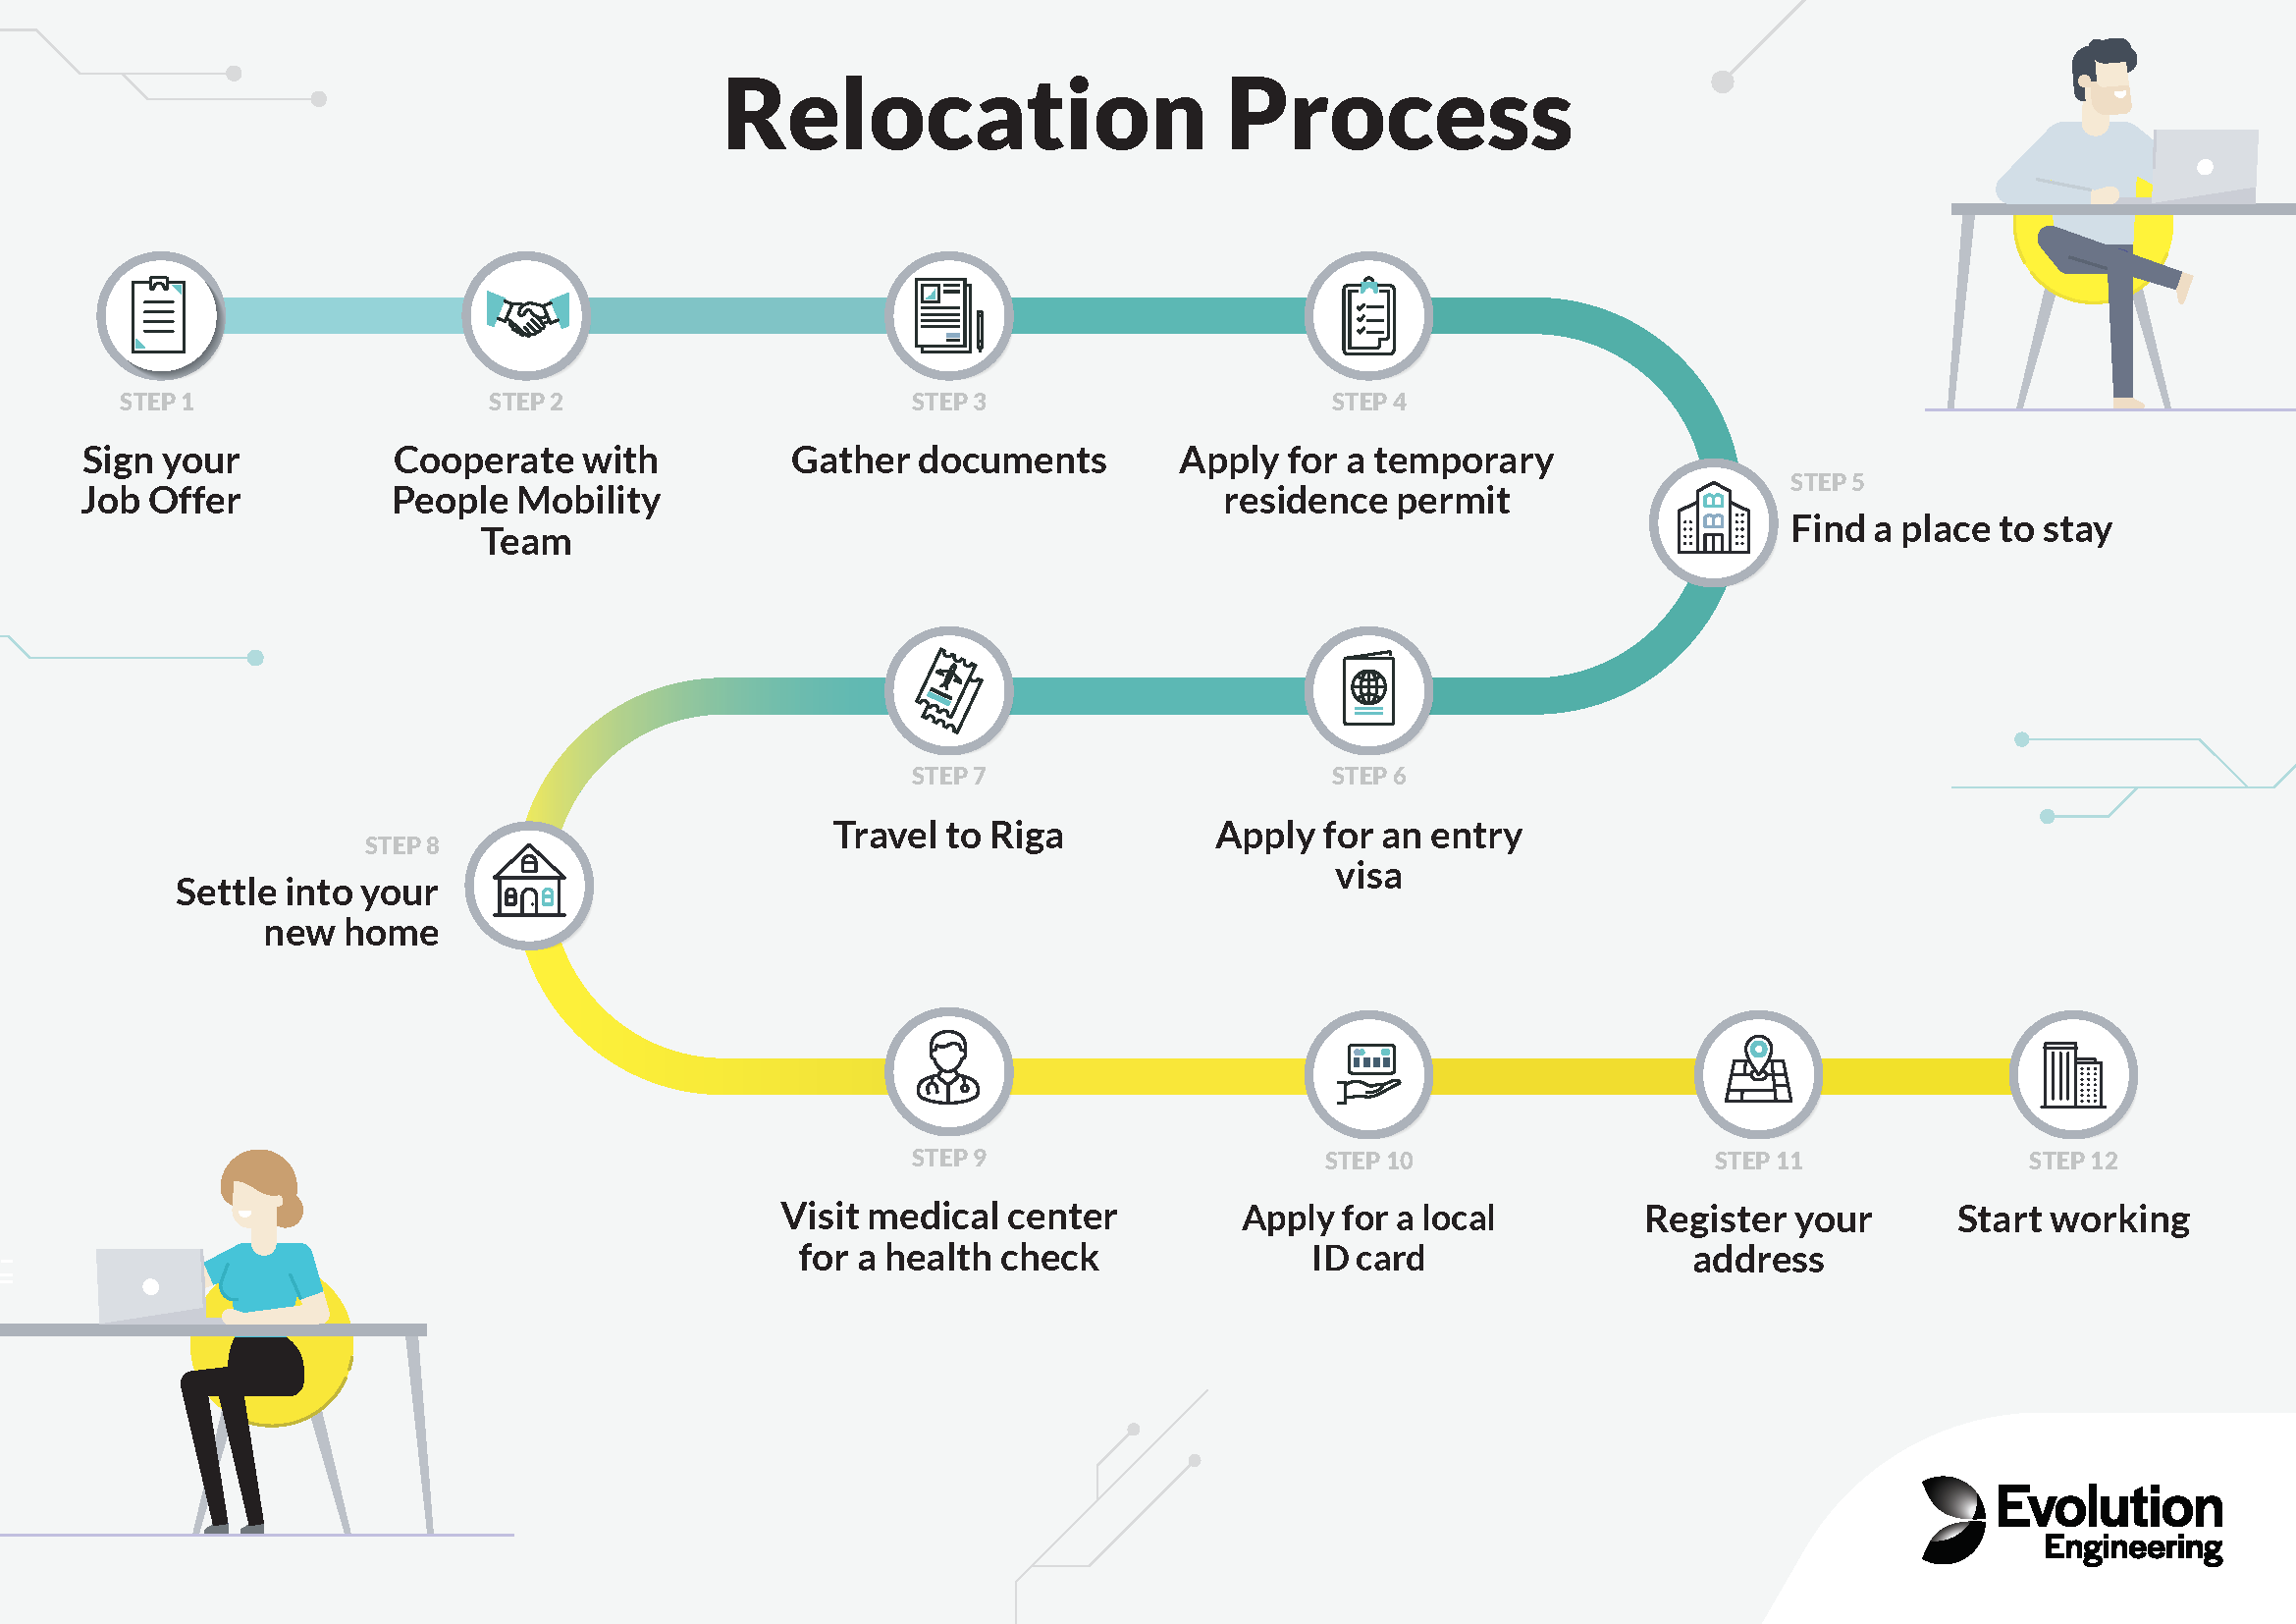 Relocation Process
STEP 1
Sign your
Job Offer
STEP 2
Cooperate with
People Mobility
Team
STEP 3
Gather documents
STEP 4
Apply for a temporary
residence permit
STEP 5
Find a place to stay
STEP 6
Apply for an entry
visa
STEP 7
Travel to Riga
STEP 8
Settle into your
new home
STEP 9
Visit medical center
for a health check
STEP 10
Apply for a local
ID card
STEP 11
Register your
address
STEP 12
Start working
Evolution
Engineering